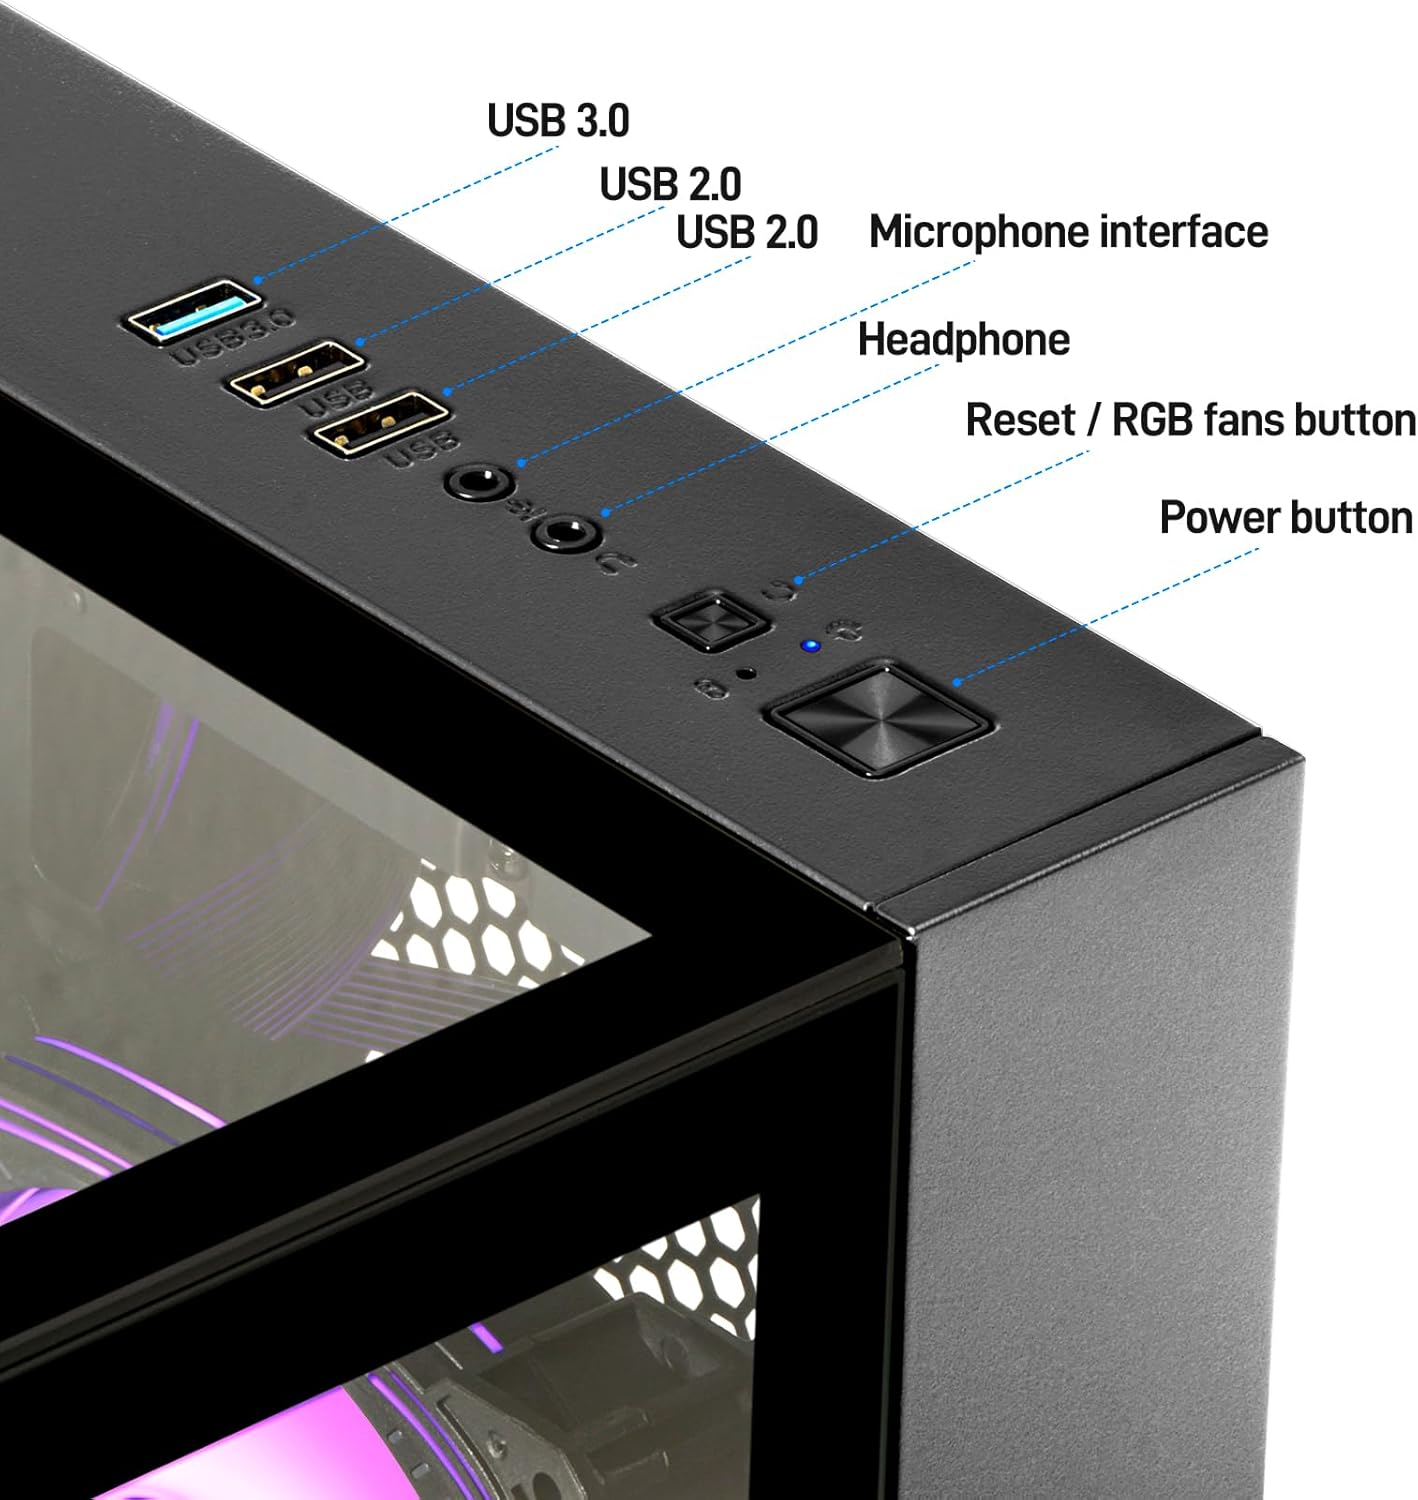 USB 3.0
USB 2.0
USB 2.0
Microphone interface
Headphone
Reset / RGB fans button
Power button
USB3.0
USB
USB